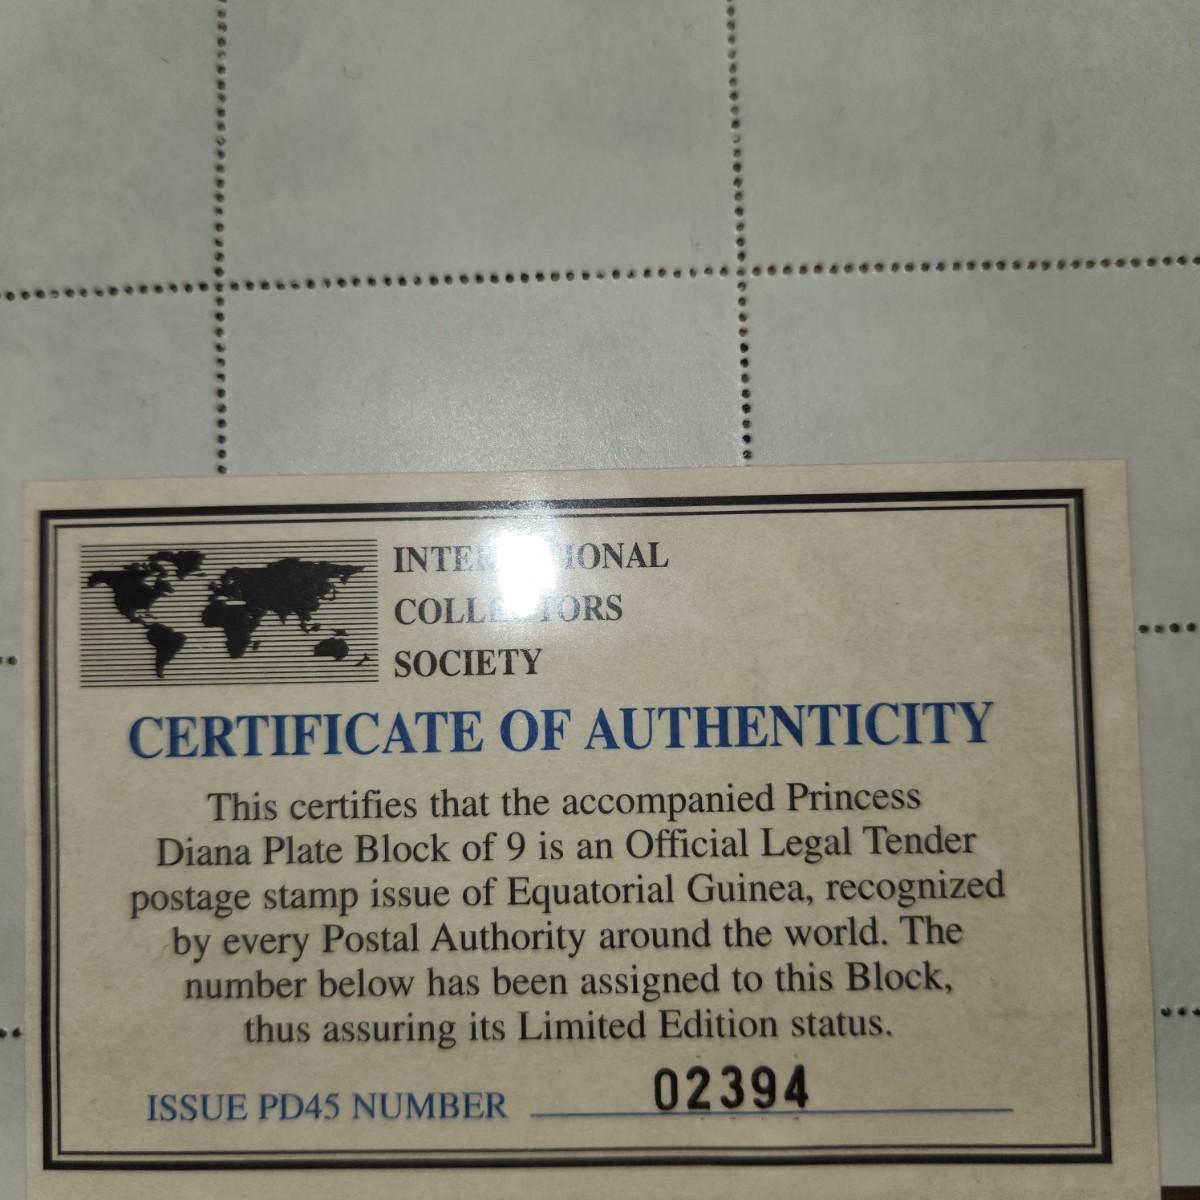 INTERNATIONAL
COLLECTORS
SOCIETY
CERTIFICATE OF AUTHENTICITY
This certifies that the accompanied Princess
Diana Plate Block of 9 is an Official Legal Tender
postage stamp issue of Equatorial Guinea, recognized
by every Postal Authority around the world. The
number below has been assigned to this Block,
thus assuring its Limited Edition status.
ISSUE PD45 NUMBER 02394